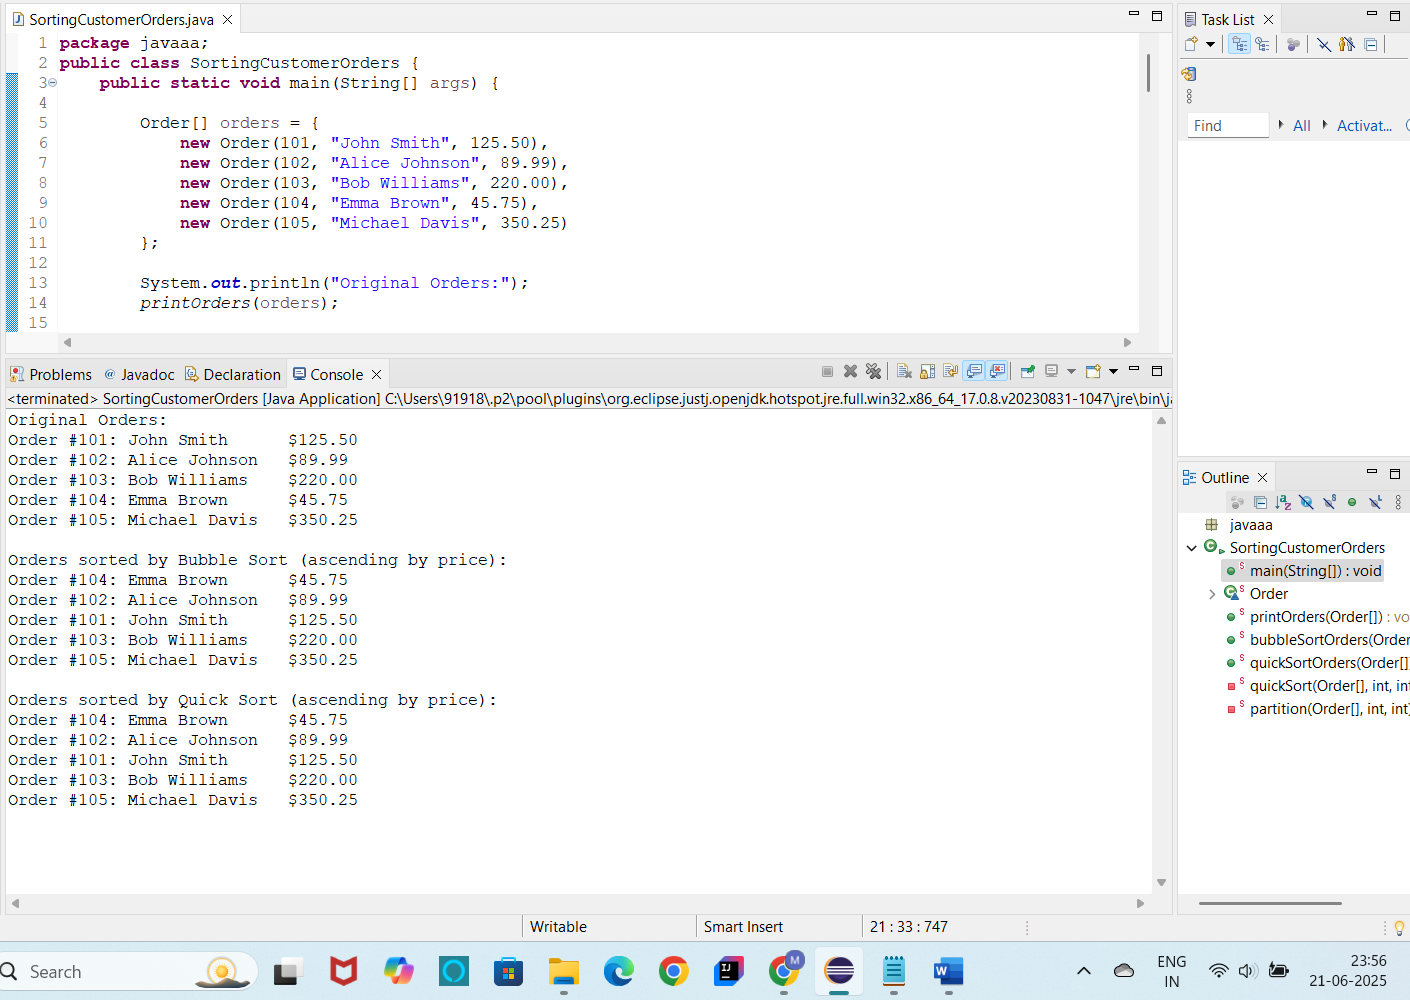 SortingCustomerOrders.java
1 package javaaa;
2 public class SortingCustomerOrders {
3 public static void main(String[] args) {
4
5 Order[] orders = {
6 new Order(101, "John Smith", 125.50),
7 new Order(102, "Alice Johnson", 89.99),
8 new Order(103, "Bob Williams", 220.00),
9 new Order(104, "Emma Brown", 45.75),
10 new Order(105, "Michael Davis", 350.25)
11 };
12
13 System.out.println("Original Orders:");
14 printOrders(orders);
15
Problems @ Javadoc Declaration Console
<terminated> SortingCustomerOrders [Java Application] C:\Users\91918\.p2\pool\plugins\org.eclipse.justj.openjdk.hotspot.jre.full.win32.x86_64_17.0.8.v20230831-1047\jre\bin\ja
Original Orders:
Order #101: John Smith $125.50
Order #102: Alice Johnson $89.99
Order #103: Bob Williams $220.00
Order #104: Emma Brown $45.75
Order #105: Michael Davis $350.25
Orders sorted by Bubble Sort (ascending by price):
Order #104: Emma Brown $45.75
Order #102: Alice Johnson $89.99
Order #101: John Smith $125.50
Order #103: Bob Williams $220.00
Order #105: Michael Davis $350.25
Orders sorted by Quick Sort (ascending by price):
Order #104: Emma Brown $45.75
Order #102: Alice Johnson $89.99
Order #101: John Smith $125.50
Order #103: Bob Williams $220.00
Order #105: Michael Davis $350.25
Task List
Find All Activat...
Outline
javaaa
SortingCustomerOrders
main(String[]) : void
Order
printOrders(Order[]) : vo
bubbleSortOrders(Order
quickSortOrders(Order[]
quickSort(Order[], int, int
partition(Order[], int, int)
Writable Smart Insert 21 : 33 : 747
Search
ENG
IN
23:56
21-06-2025